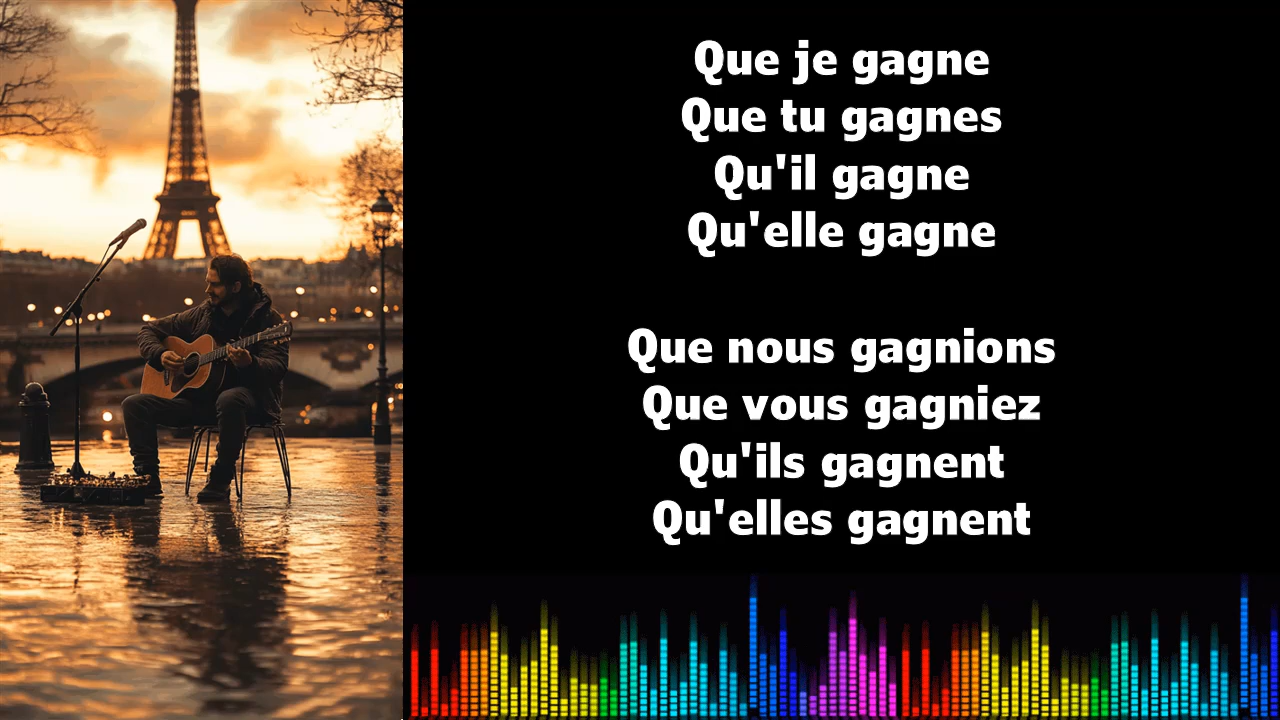 Que je gagne
Que tu gagnes
Qu'il gagne
Qu'elle gagne
Que nous gagnions
Que vous gagniez
Qu'ils gagnent
Qu'elles gagnent